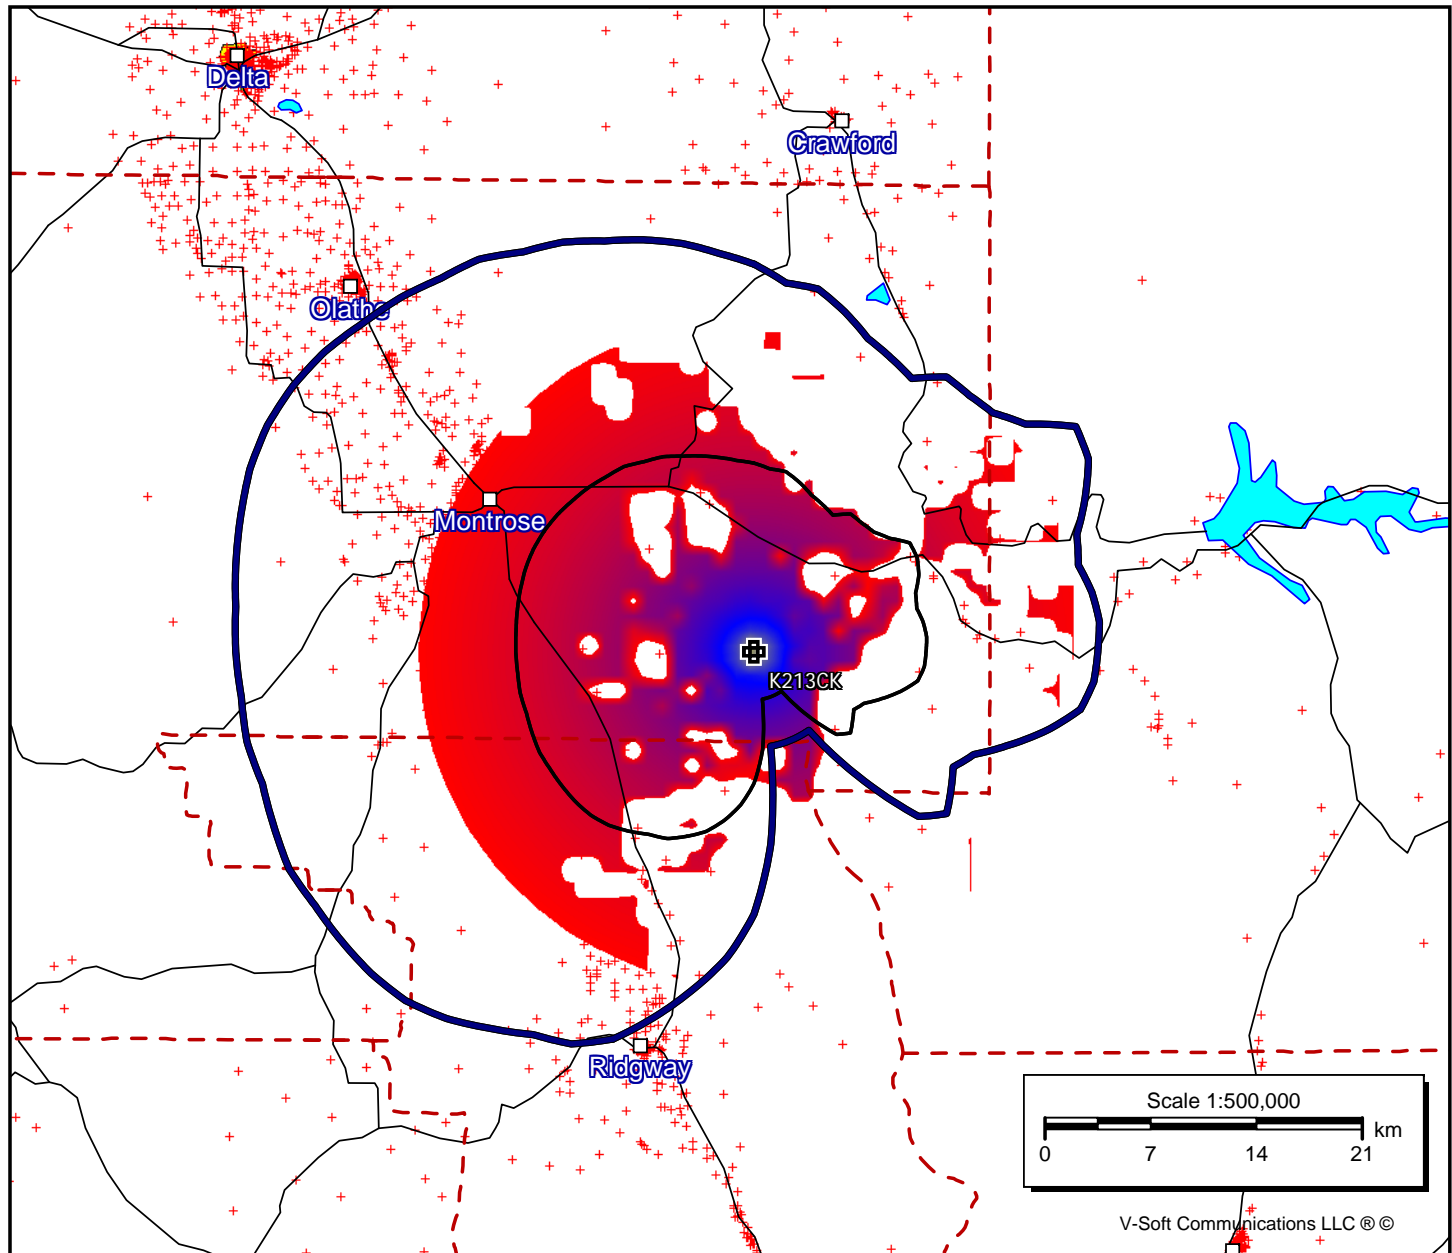 Delta
Crawford
Olathe
Montrose
K213CK
Ridgway
Scale 1:500,000
km
0 7 14 21
V-Soft Communications LLC ® ©